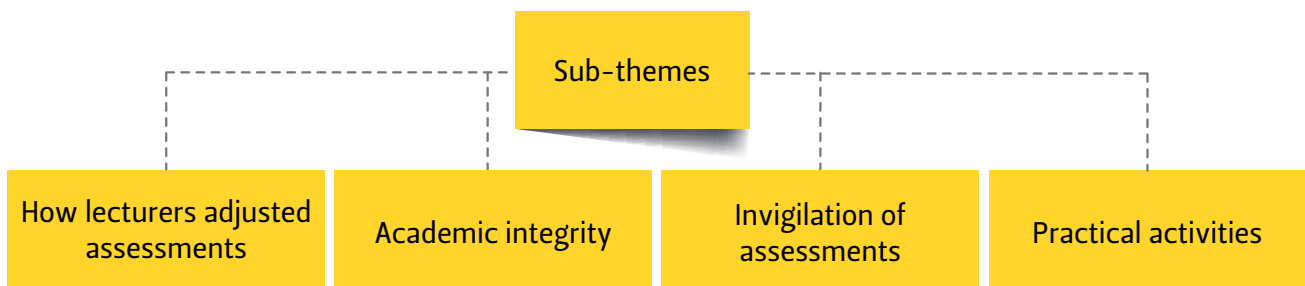 Sub-themes
How lecturers adjusted
assessments
Academic integrity
Invigilation of
assessments
Practical activities